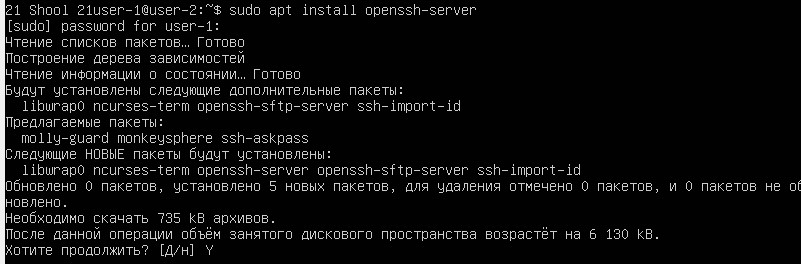 21 Shool 21user-1@user-2:~$ sudo apt install openssh-server
[sudo] password for user-1:
Чтение списков пакетов… Готово
Построение дерева зависимостей
Чтение информации о состоянии… Готово
Будут установлены следующие дополнительные пакеты:
libwrap0 ncurses-term openssh-sftp-server ssh-import-id
Предлагаемые пакеты:
molly-guard monkeysphere ssh-askpass
Следующие НОВЫЕ пакеты будут установлены:
libwrap0 ncurses-term openssh-server openssh-sftp-server ssh-import-id
Обновлено 0 пакетов, установлено 5 новых пакетов, для удаления отмечено 0 пакетов, и 0 пакетов не об
новлено.
Необходимо скачать 735 kB архивов.
После данной операции объём занятого дискового пространства возрастёт на 6 130 kB.
Хотите продолжить? [Д/н] Y